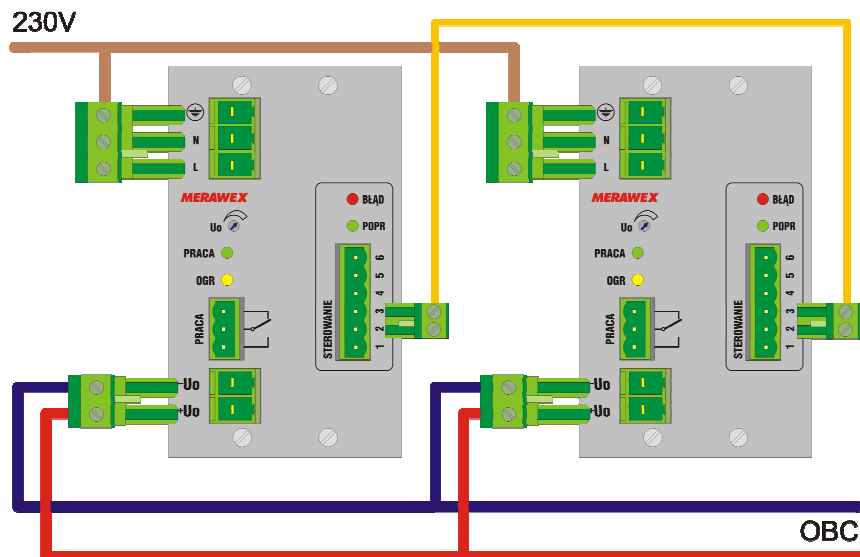 230V
N
L
MERAWEX
Uo
PRACA
OGR
PRACA
-Uo
+Uo
BŁĄD
POPR
STEROWANIE
6
5
4
3
2
1
N
L
MERAWEX
Uo
PRACA
OGR
PRACA
-Uo
+Uo
BŁĄD
POPR
STEROWANIE
6
5
4
3
2
1
OBC